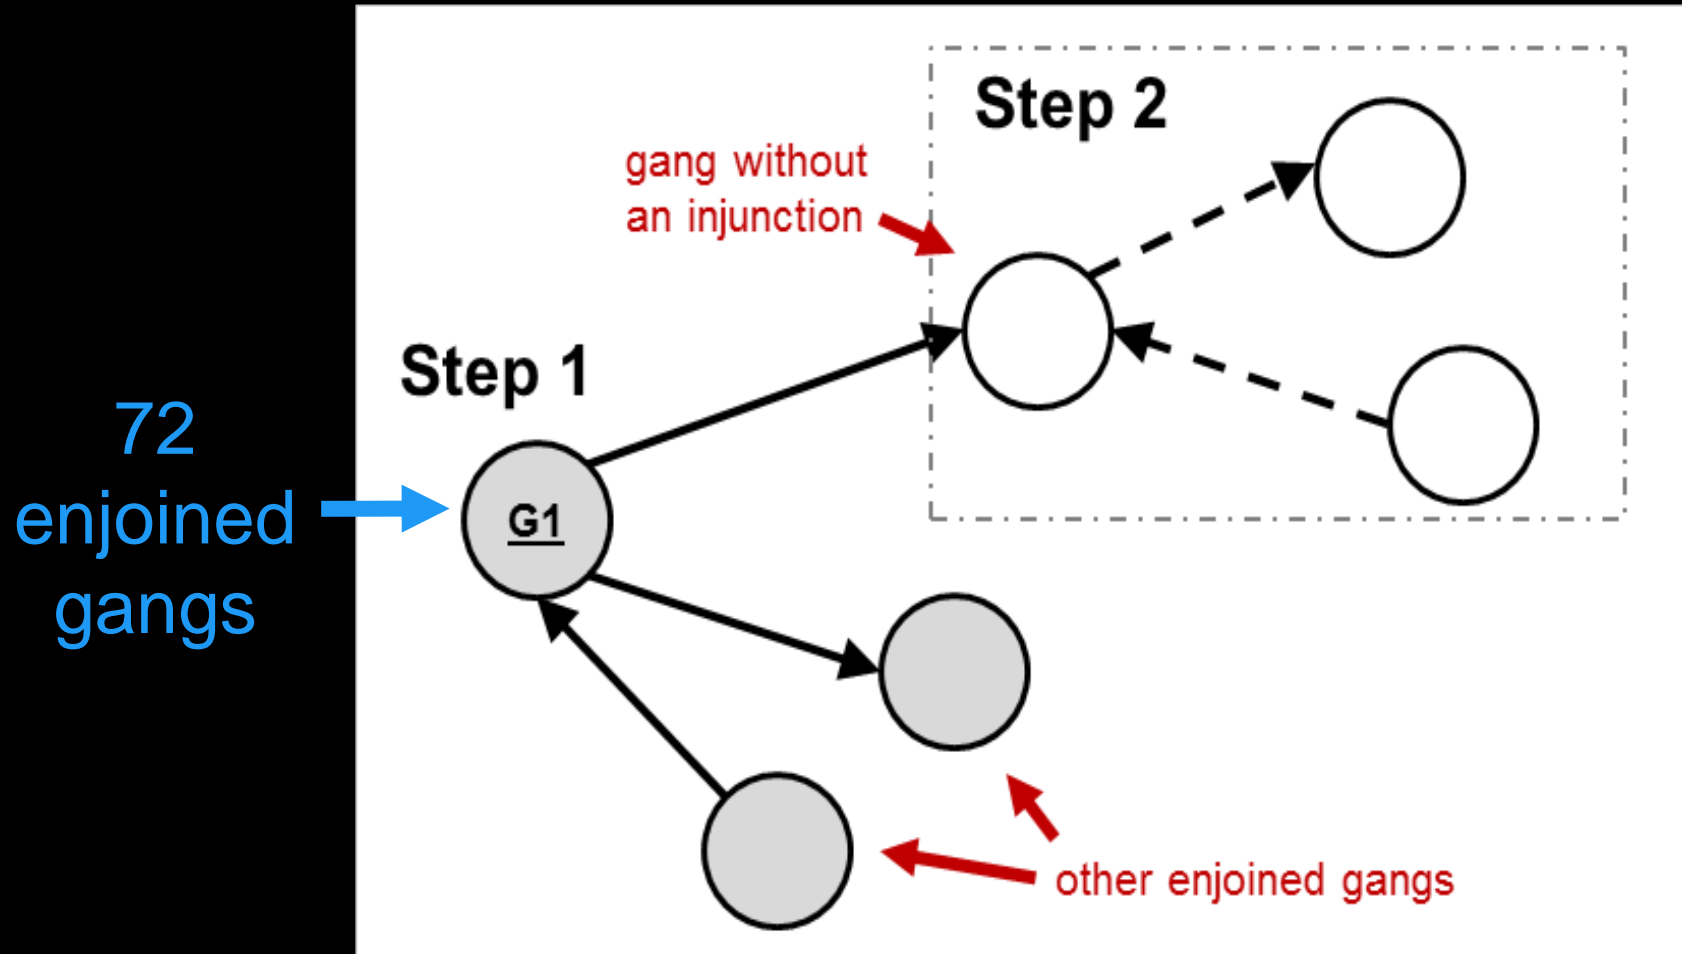 Step 2
gang without
an injunction
Step 1
72
enjoined
gangs
G1
other enjoined gangs